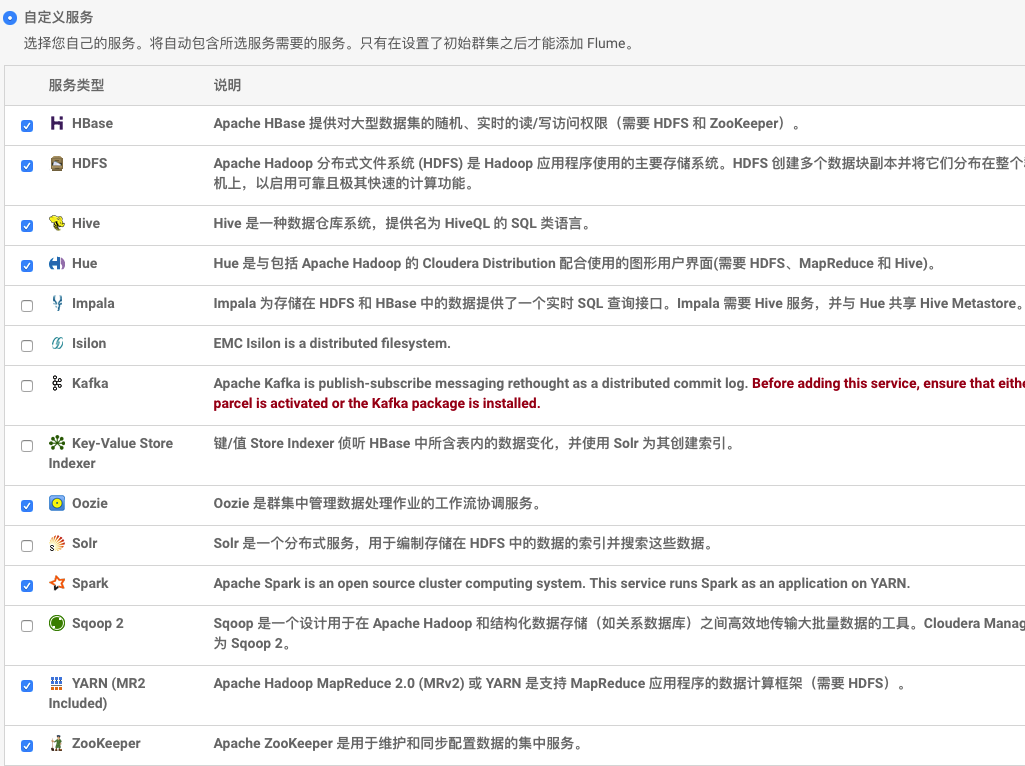 自定义服务
选择您自己的服务。将自动包含所选服务需要的服务。只有在设置了初始群集之后才能添加 Flume。
服务类型 说明
HBase Apache HBase 提供对大型数据集的随机、实时的读/写访问权限（需要 HDFS 和 ZooKeeper）。
HDFS Apache Hadoop 分布式文件系统 (HDFS) 是 Hadoop 应用程序使用的主要存储系统。HDFS 创建多个数据块副本并将它们分布在整个
机上，以启用可靠且极其快速的计算功能。
Hive Hive 是一种数据仓库系统，提供名为 HiveQL 的 SQL 类语言。
Hue Hue 是与包括 Apache Hadoop 的 Cloudera Distribution 配合使用的图形用户界面(需要 HDFS、MapReduce 和 Hive)。
Impala Impala 为存储在 HDFS 和 HBase 中的数据提供了一个实时 SQL 查询接口。Impala 需要 Hive 服务，并与 Hue 共享 Hive Metastore。
Isilon EMC Isilon is a distributed filesystem.
Kafka Apache Kafka is publish-subscribe messaging rethought as a distributed commit log. Before adding this service, ensure that
parcel is activated or the Kafka package is installed.
Key-Value Store 键/值 Store Indexer 侦听 HBase 中所含表内的数据变化，并使用 Solr 为其创建索引。
Indexer
Oozie Oozie 是群集中管理数据处理作业的工作流协调服务。
Solr Solr 是一个分布式服务，用于编制存储在 HDFS 中的数据的索引并搜索这些数据。
Spark Apache Spark is an open source cluster computing system. This service runs Spark as an application on YARN.
Sqoop 2 Sqoop 是一个设计用于在 Apache Hadoop 和结构化数据存储（如关系数据库）之间高效地传输大批量数据的工具。Cloudera
为 Sqoop 2。
YARN (MR2 Apache Hadoop MapReduce 2.0 (MRv2) 或 YARN 是支持 MapReduce 应用程序的数据计算框架（需要 HDFS）。
Included)
ZooKeeper Apache ZooKeeper 是用于维护和同步配置数据的集中服务。